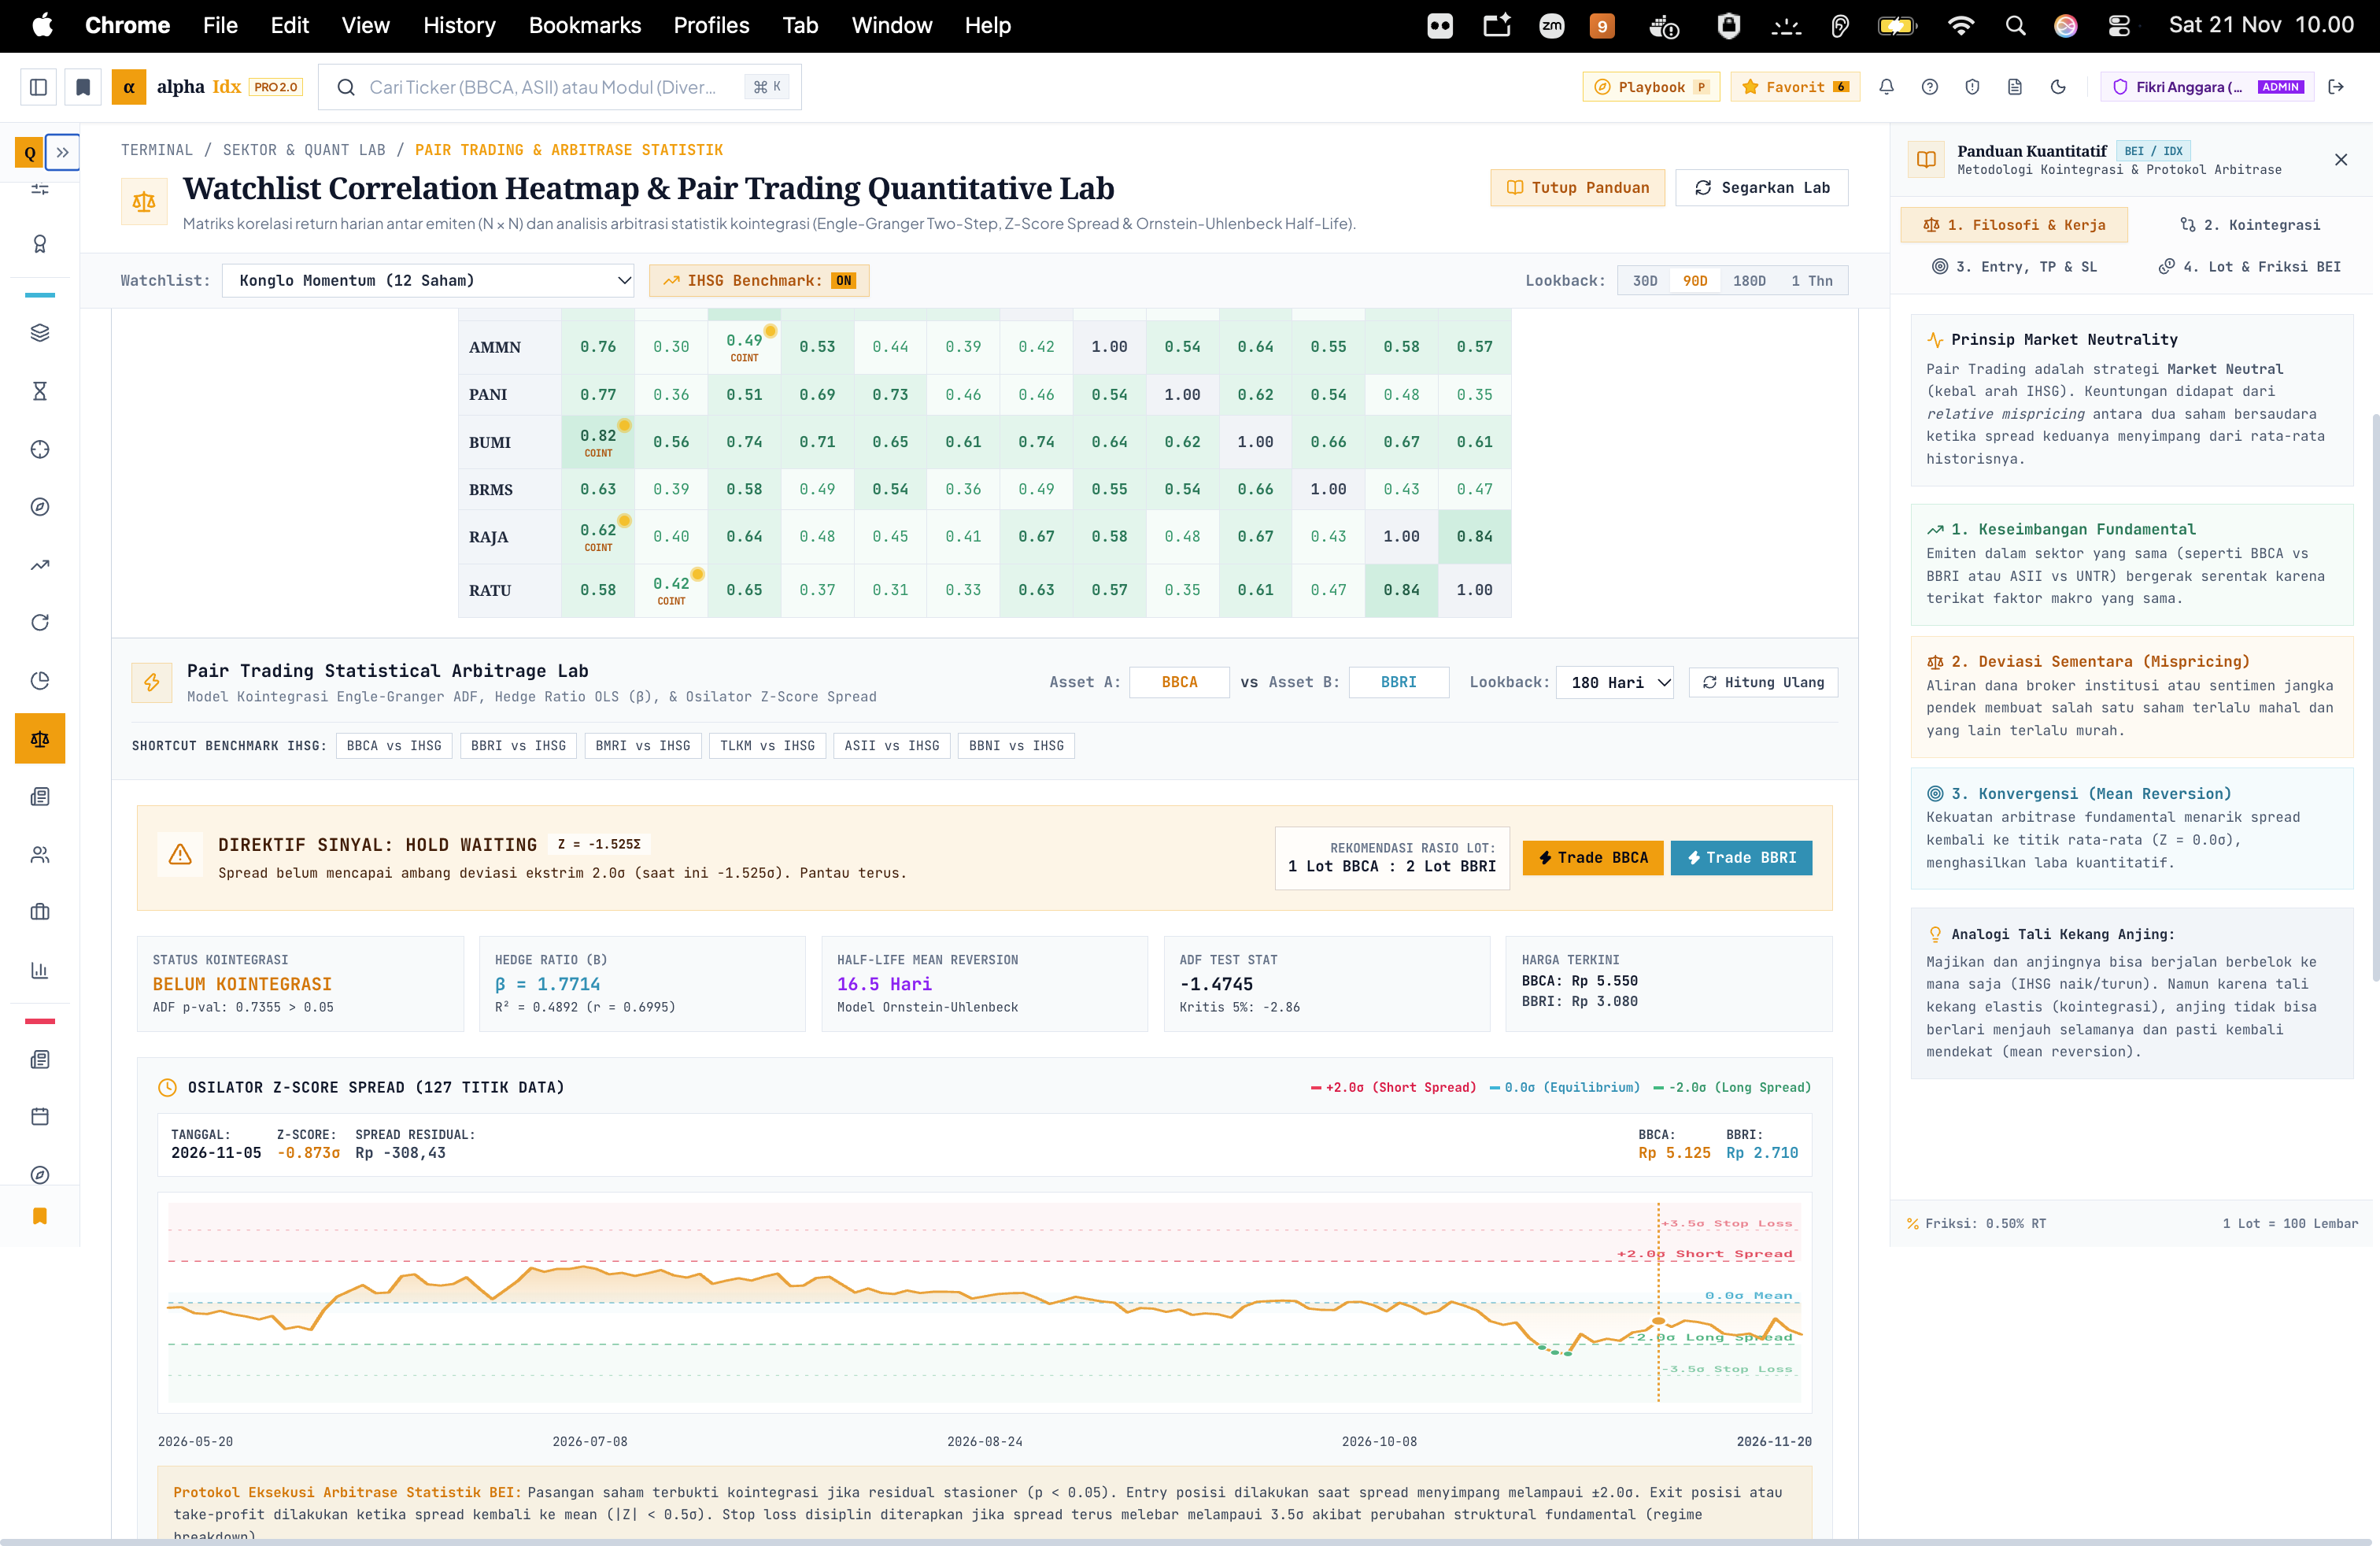 Chrome File Edit View History Bookmarks Profiles Tab Window Help zm 9 Sat 21 Nov 10.00
α alpha Idx PRO 2.0 Cari Ticker (BBCA, ASII) atau Modul (Diver... ⌘ K Playbook P Favorit 6 Fikri Anggara (... ADMIN
Q
TERMINAL / SEKTOR & QUANT LAB / PAIR TRADING & ARBITRASE STATISTIK
Watchlist Correlation Heatmap & Pair Trading Quantitative Lab
Matriks korelasi return harian antar emiten (N × N) dan analisis arbitrasi statistik kointegrasi (Engle-Granger Two-Step, Z-Score Spread & Ornstein-Uhlenbeck Half-Life).
Tutup Panduan Segarkan Lab
Watchlist: Konglo Momentum (12 Saham) IHSG Benchmark: ON Lookback: 30D 90D 180D 1 Thn
AMMN 0.76 0.30 0.49 COINT 0.53 0.44 0.39 0.42 1.00 0.54 0.64 0.55 0.58 0.57
PANI 0.77 0.36 0.51 0.69 0.73 0.46 0.46 0.54 1.00 0.62 0.54 0.48 0.35
BUMI 0.82 COINT 0.56 0.74 0.71 0.65 0.61 0.74 0.64 0.62 1.00 0.66 0.67 0.61
BRMS 0.63 0.39 0.58 0.49 0.54 0.36 0.49 0.55 0.54 0.66 1.00 0.43 0.47
RAJA 0.62 COINT 0.40 0.64 0.48 0.45 0.41 0.67 0.58 0.48 0.67 0.43 1.00 0.84
RATU 0.58 0.42 COINT 0.65 0.37 0.31 0.33 0.63 0.57 0.35 0.61 0.47 0.84 1.00
Pair Trading Statistical Arbitrage Lab
Model Kointegrasi Engle-Granger ADF, Hedge Ratio OLS (β), & Osilator Z-Score Spread
Asset A: BBCA vs Asset B: BBRI Lookback: 180 Hari Hitung Ulang
SHORTCUT BENCHMARK IHSG: BBCA vs IHSG BBRI vs IHSG BMRI vs IHSG TLKM vs IHSG ASII vs IHSG BBNI vs IHSG
DIREKTIF SINYAL: HOLD WAITING Z = -1.525Σ
Spread belum mencapai ambang deviasi ekstrim 2.0σ (saat ini -1.525σ). Pantau terus.
REKOMENDASI RASIO LOT:
1 Lot BBCA : 2 Lot BBRI
Trade BBCA Trade BBRI
STATUS KOINTEGRASI
BELUM KOINTEGRASI
ADF p-val: 0.7355 > 0.05
HEDGE RATIO (Β)
β = 1.7714
R² = 0.4892 (r = 0.6995)
HALF-LIFE MEAN REVERSION
16.5 Hari
Model Ornstein-Uhlenbeck
ADF TEST STAT
-1.4745
Kritis 5%: -2.86
HARGA TERKINI
BBCA: Rp 5.550
BBRI: Rp 3.080
OSILATOR Z-SCORE SPREAD (127 TITIK DATA)
+2.0σ (Short Spread) 0.0σ (Equilibrium) -2.0σ (Long Spread)
TANGGAL: Z-SCORE: SPREAD RESIDUAL: BBCA: BBRI:
2026-11-05 -0.873σ Rp -308,43 Rp 5.125 Rp 2.710
+3.5σ Stop Loss
+2.0σ Short Spread
0.0σ Mean
-2.0σ Long Spread
-3.5σ Stop Loss
2026-05-20 2026-07-08 2026-08-24 2026-10-08 2026-11-20
Protokol Eksekusi Arbitrase Statistik BEI: Pasangan saham terbukti kointegrasi jika residual stasioner (p < 0.05). Entry posisi dilakukan saat spread menyimpang melampaui ±2.0σ. Exit posisi atau
take-profit dilakukan ketika spread kembali ke mean (|Z| < 0.5σ). Stop loss disiplin diterapkan jika spread terus melebar melampaui 3.5σ akibat perubahan struktural fundamental (regime
breakdown)
Panduan Kuantitatif BEI / IDX
Metodologi Kointegrasi & Protokol Arbitrase
1. Filosofi & Kerja 2. Kointegrasi
3. Entry, TP & SL 4. Lot & Friksi BEI
Prinsip Market Neutrality
Pair Trading adalah strategi Market Neutral
(kebal arah IHSG). Keuntungan didapat dari
relative mispricing antara dua saham bersaudara
ketika spread keduanya menyimpang dari rata-rata
historisnya.
1. Keseimbangan Fundamental
Emiten dalam sektor yang sama (seperti BBCA vs
BBRI atau ASII vs UNTR) bergerak serentak karena
terikat faktor makro yang sama.
2. Deviasi Sementara (Mispricing)
Aliran dana broker institusi atau sentimen jangka
pendek membuat salah satu saham terlalu mahal dan
yang lain terlalu murah.
3. Konvergensi (Mean Reversion)
Kekuatan arbitrase fundamental menarik spread
kembali ke titik rata-rata (Z = 0.0σ),
menghasilkan laba kuantitatif.
Analogi Tali Kekang Anjing:
Majikan dan anjingnya bisa berjalan berbelok ke
mana saja (IHSG naik/turun). Namun karena tali
kekang elastis (kointegrasi), anjing tidak bisa
berlari menjauh selamanya dan pasti kembali
mendekat (mean reversion).
Friksi: 0.50% RT 1 Lot = 100 Lembar